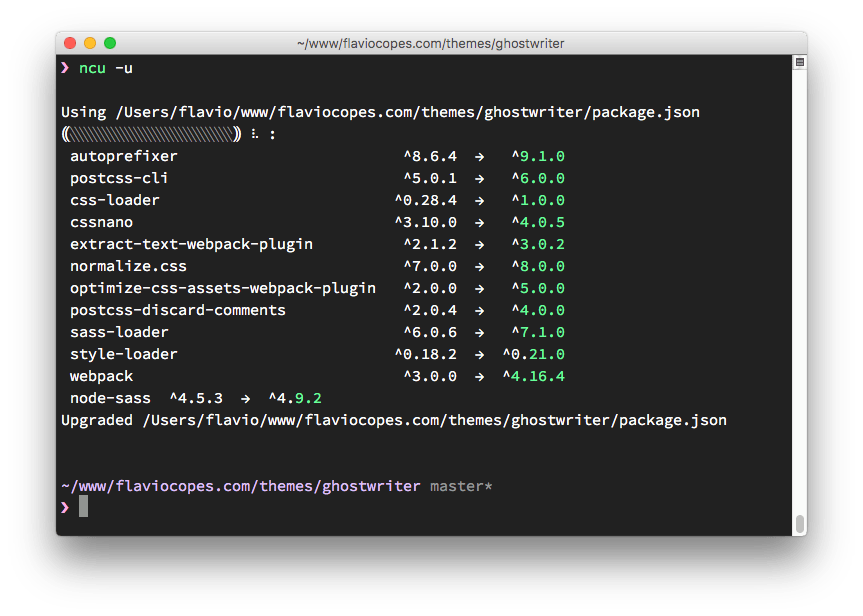 ~/www/flaviocopes.com/themes/ghostwriter
❯ ncu -u
Using /Users/flavio/www/flaviocopes.com/themes/ghostwriter/package.json
⸨░░░░░░░░░░░░░░░░░░⸩ ⠧ :
autoprefixer ^8.6.4 → ^9.1.0
postcss-cli ^5.0.1 → ^6.0.0
css-loader ^0.28.4 → ^1.0.0
cssnano ^3.10.0 → ^4.0.5
extract-text-webpack-plugin ^2.1.2 → ^3.0.2
normalize.css ^7.0.0 → ^8.0.0
optimize-css-assets-webpack-plugin ^2.0.0 → ^5.0.0
postcss-discard-comments ^2.0.4 → ^4.0.0
sass-loader ^6.0.6 → ^7.1.0
style-loader ^0.18.2 → ^0.21.0
webpack ^3.0.0 → ^4.16.4
node-sass ^4.5.3 → ^4.9.2
Upgraded /Users/flavio/www/flaviocopes.com/themes/ghostwriter/package.json
~/www/flaviocopes.com/themes/ghostwriter master*
❯